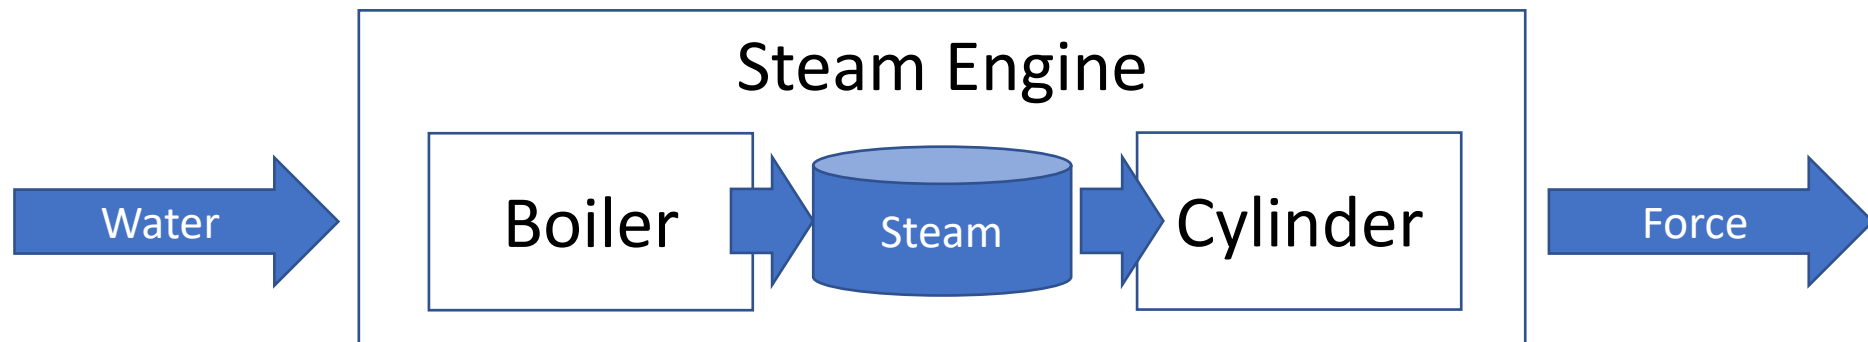 Steam Engine
Water
Boiler
Steam
Cylinder
Force